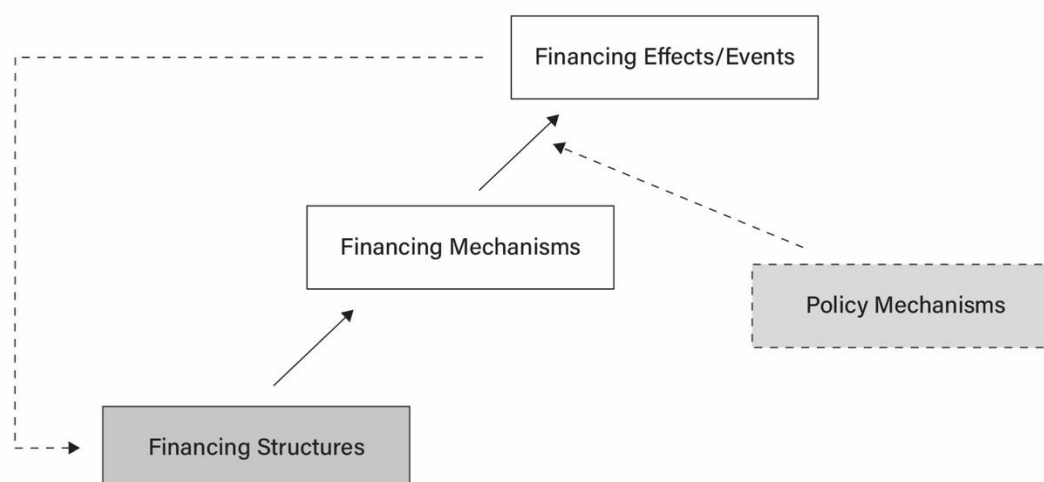 Financing Effects/Events
Financing Mechanisms
Policy Mechanisms
Financing Structures